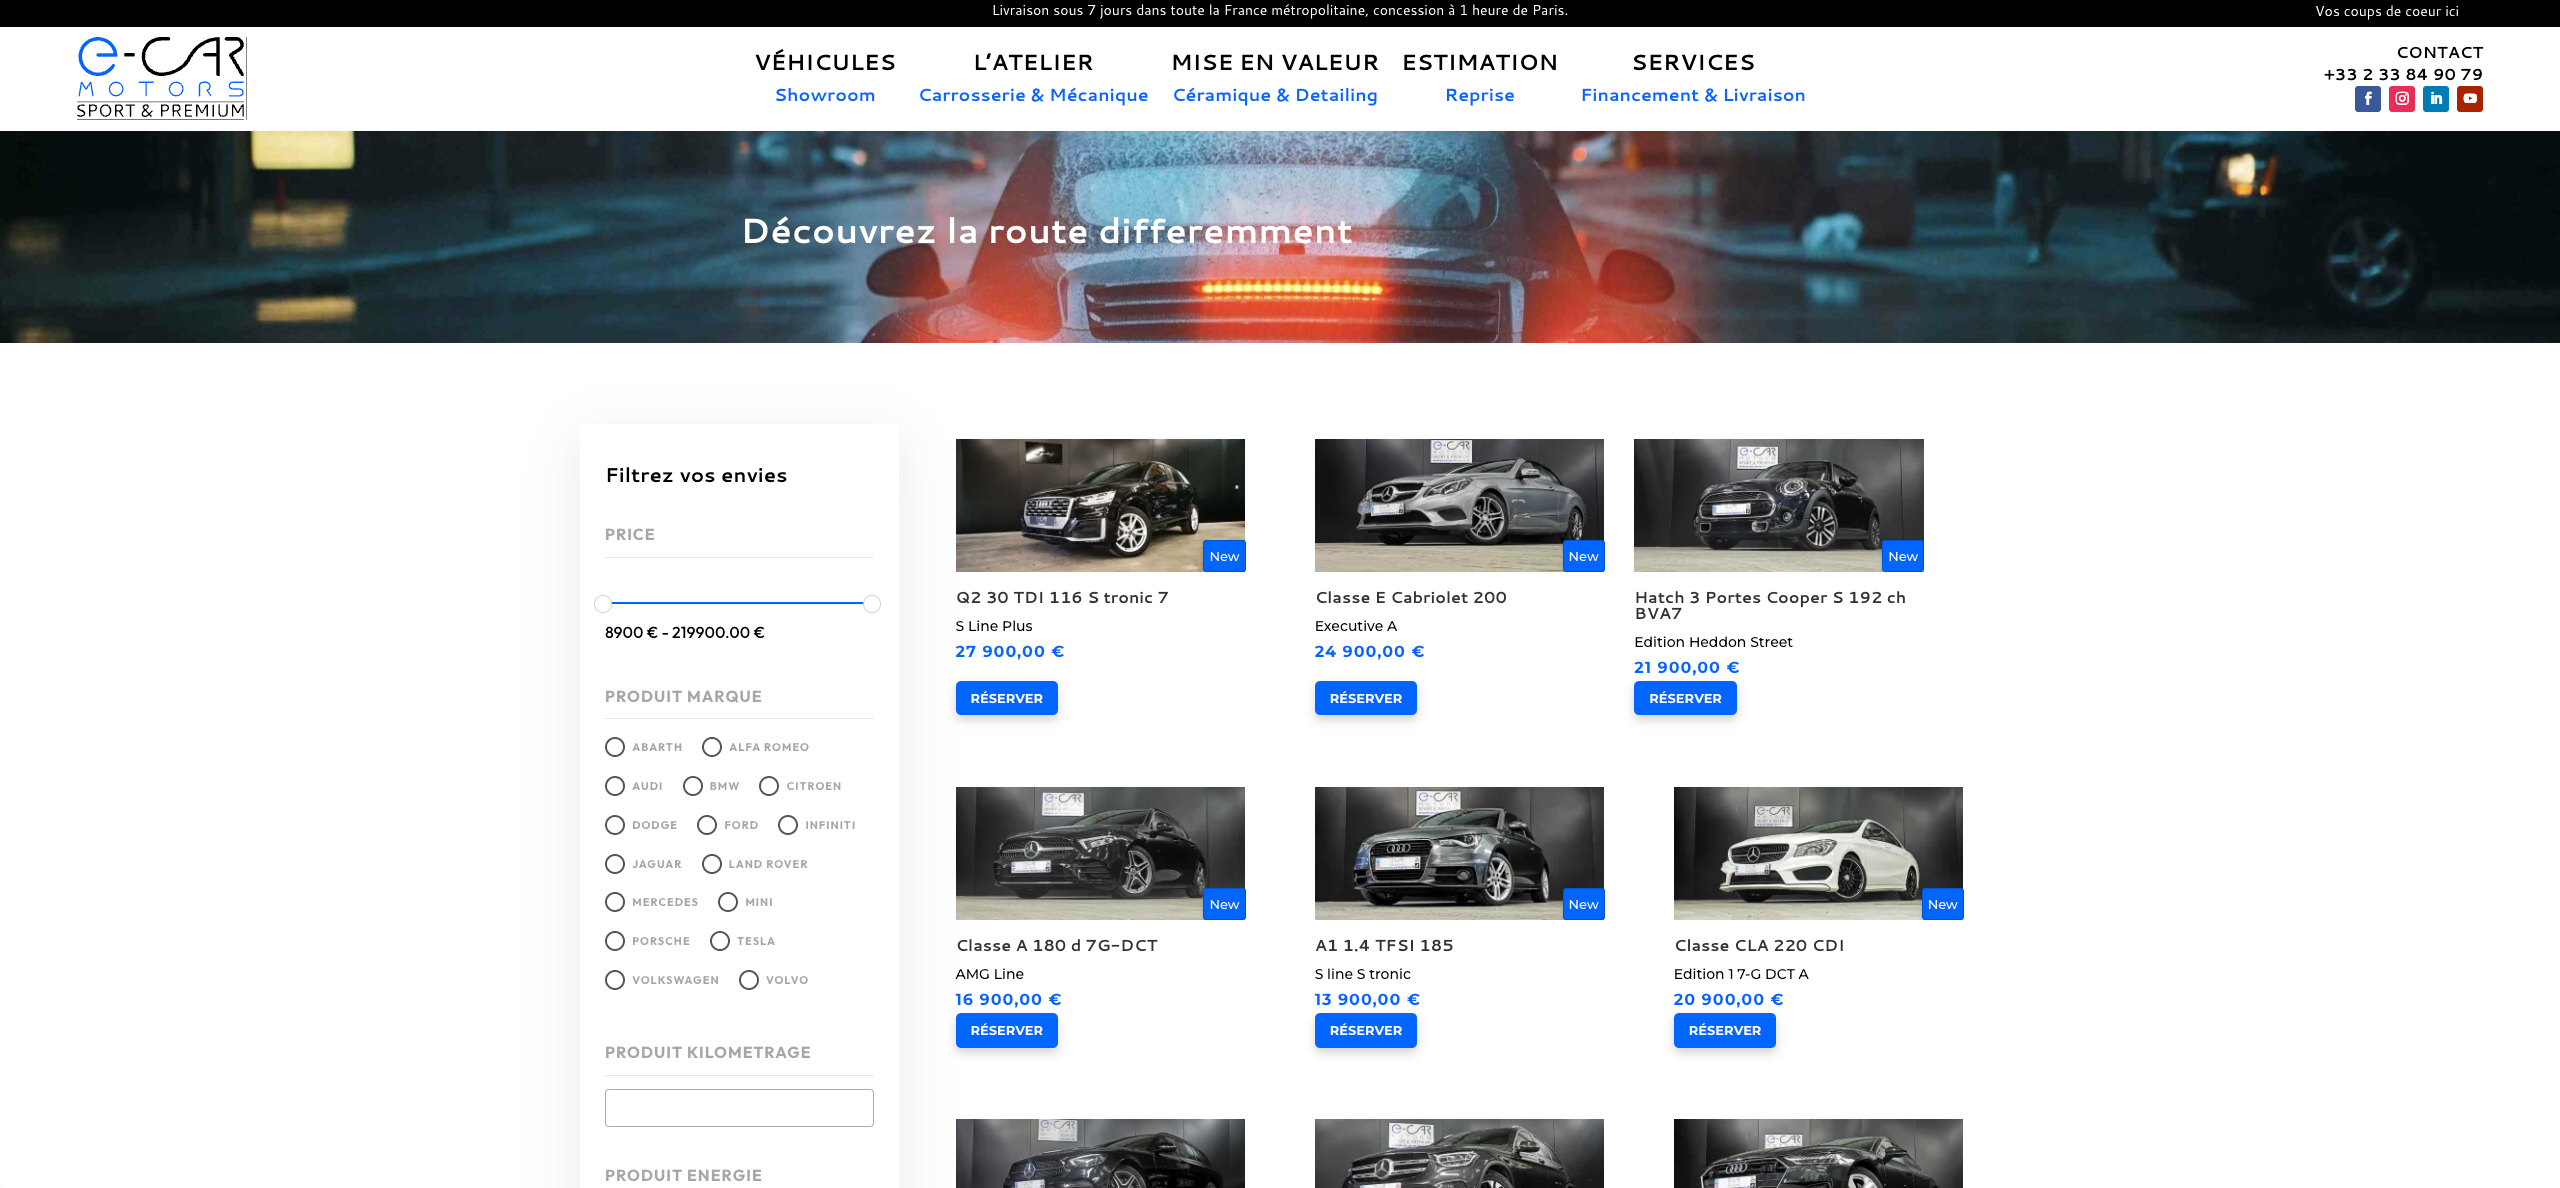 Livraison sous 7 jours dans toute la France métropolitaine, concession à 1 heure de Paris.
Vos coups de coeur ici
e-CAR
MOTORS
SPORT & PREMIUM
VÉHICULES
Showroom
L'ATELIER
Carrosserie & Mécanique
MISE EN VALEUR
Céramique & Detailing
ESTIMATION
Reprise
SERVICES
Financement & Livraison
CONTACT
+33 2 33 84 90 79
Découvrez la route differemment
Filtrez vos envies
PRICE
8900 € - 219900.00 €
PRODUIT MARQUE
ABARTH ALFA ROMEO
AUDI BMW CITROEN
DODGE FORD INFINITI
JAGUAR LAND ROVER
MERCEDES MINI
PORSCHE TESLA
VOLKSWAGEN VOLVO
PRODUIT KILOMETRAGE
PRODUIT ENERGIE
New
Q2 30 TDI 116 S tronic 7
S Line Plus
27 900,00 €
RÉSERVER
New
Classe E Cabriolet 200
Executive A
24 900,00 €
RÉSERVER
New
Hatch 3 Portes Cooper S 192 ch
BVA7
Edition Heddon Street
21 900,00 €
RÉSERVER
New
Classe A 180 d 7G-DCT
AMG Line
16 900,00 €
RÉSERVER
New
A1 1.4 TFSI 185
S line S tronic
13 900,00 €
RÉSERVER
New
Classe CLA 220 CDI
Edition 1 7-G DCT A
20 900,00 €
RÉSERVER